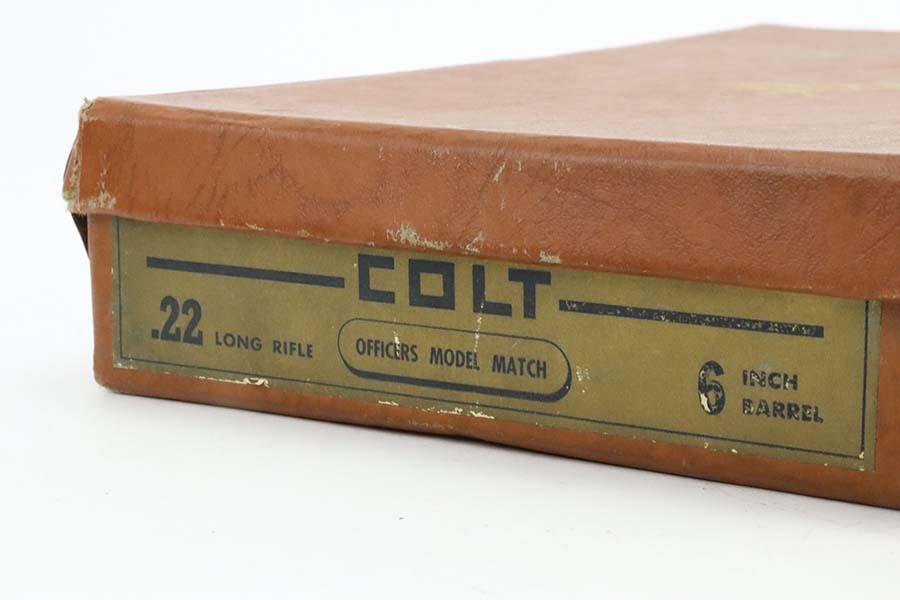 COLT
.22 LONG RIFLE
OFFICERS MODEL MATCH
6 INCH
BARREL